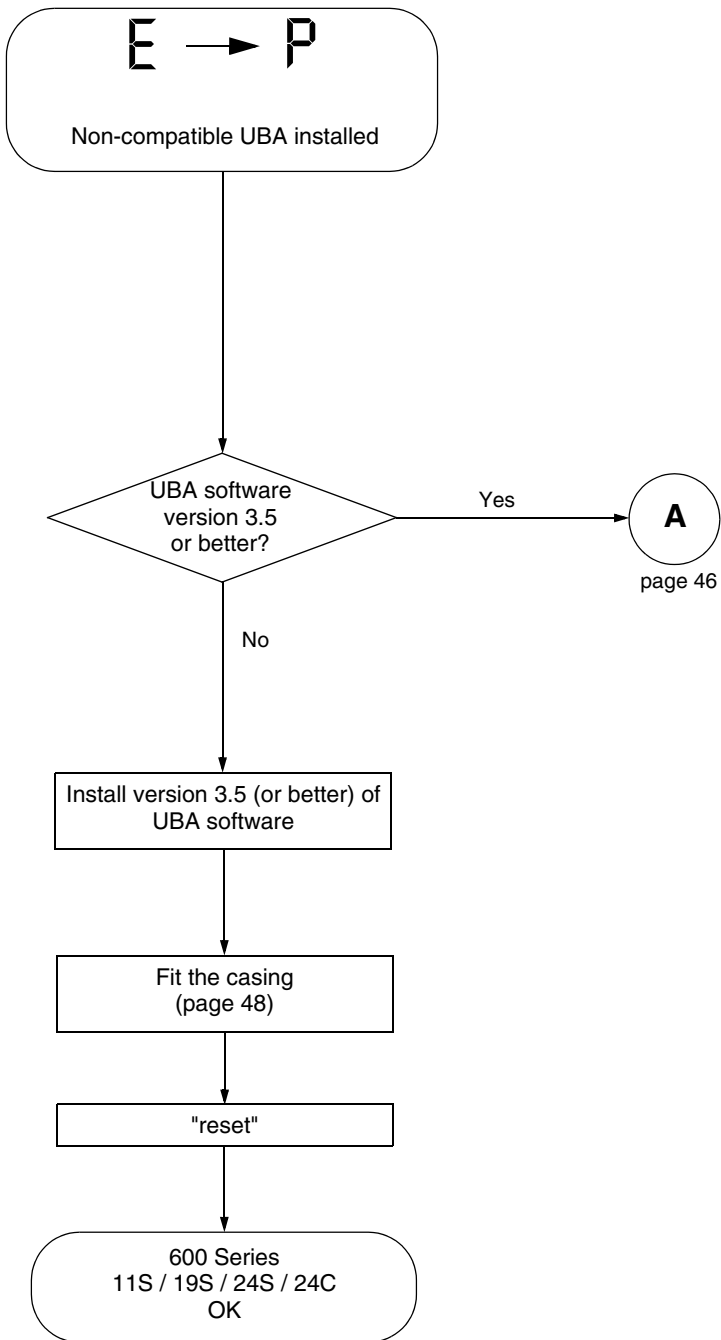 E → P
Non-compatible UBA installed
UBA software
version 3.5
or better?
Yes
A
page 46
No
Install version 3.5 (or better) of
UBA software
Fit the casing
(page 48)
"reset"
600 Series
11S / 19S / 24S / 24C
OK